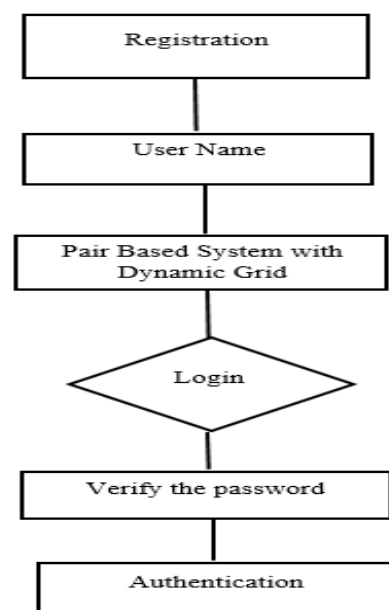 Registration
User Name
Pair Based System with
Dynamic Grid
Login
Verify the password
Authentication